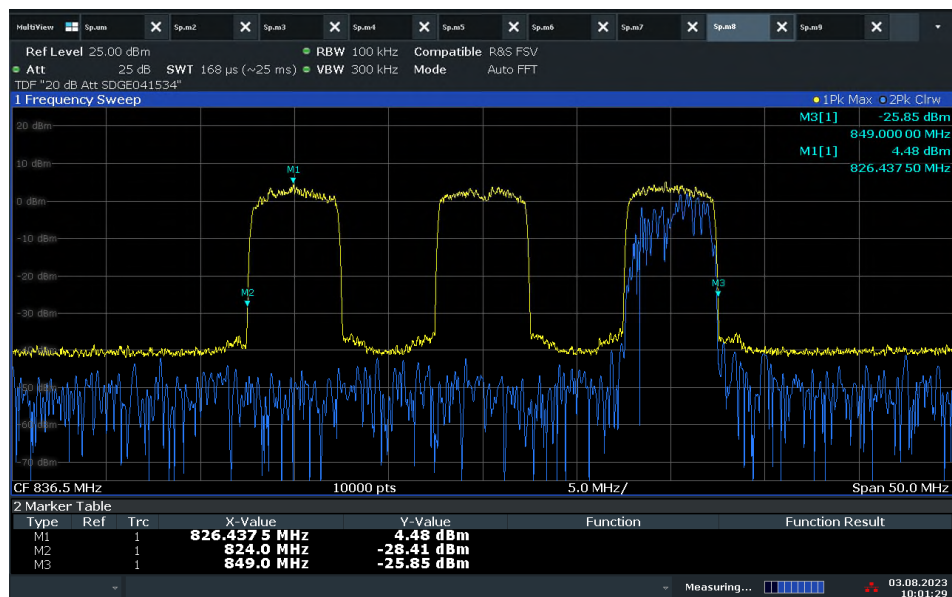 MultiView Sp.um Sp.m2 Sp.m3 Sp.m4 Sp.m5 Sp.m6 Sp.m7 Sp.m8 Sp.m9
Ref Level 25.00 dBm RBW 100 kHz Compatible R&S FSV
Att 25 dB SWT 168 µs (~25 ms) VBW 300 kHz Mode Auto FFT
TDF "20 dB Att SDGE041534"
1 Frequency Sweep 1Pk Max 2Pk Clrw
M3[1] -25.85 dBm
849.000 00 MHz
M1[1] 4.48 dBm
826.437 50 MHz
20 dBm
10 dBm
M1
0 dBm
-10 dBm
-20 dBm
M2
M3
-30 dBm
-60 dBm
-70 dBm
CF 836.5 MHz 10000 pts 5.0 MHz/ Span 50.0 MHz
2 Marker Table
Type Ref Trc X-Value Y-Value Function Function Result
M1 1 826.437 5 MHz 4.48 dBm
M2 1 824.0 MHz -28.41 dBm
M3 1 849.0 MHz -25.85 dBm
Measuring... 03.08.2023
10:01:29